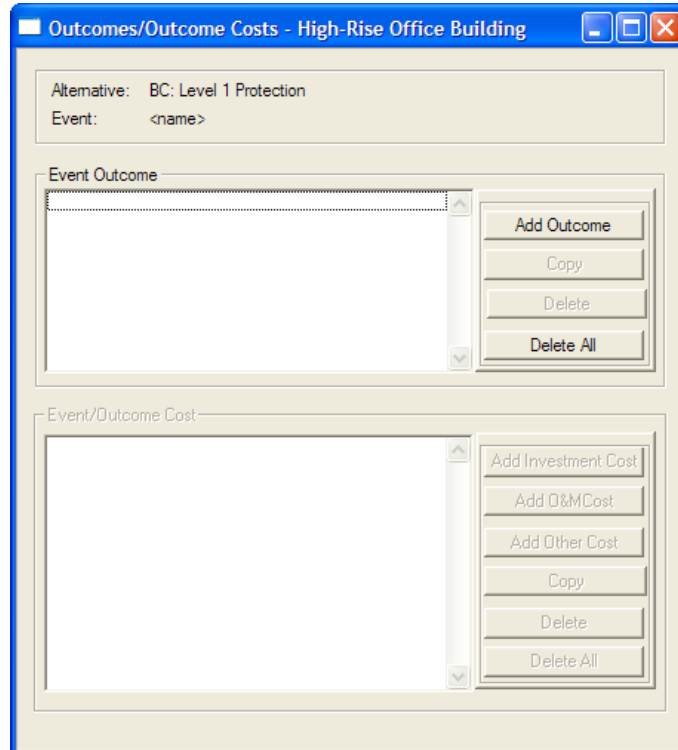 Outcomes/Outcome Costs - High-Rise Office Building
Alternative: BC: Level 1 Protection
Event: <name>
Event Outcome
Add Outcome
Copy
Delete
Delete All
Event/Outcome Cost
Add Investment Cost
Add O&MCost
Add Other Cost
Copy
Delete
Delete All